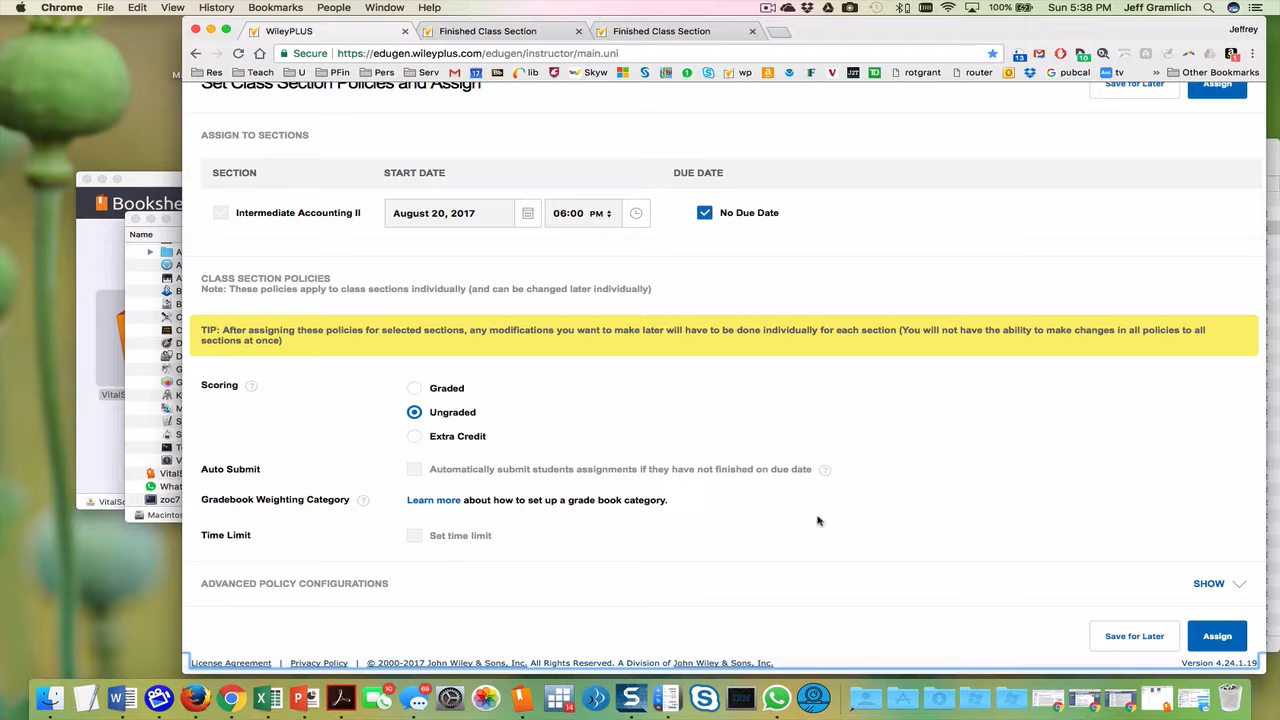 Chrome File Edit View History Bookmarks People Window Help 100% Sun 5:38 PM Jeff Gramlich
WileyPLUS
Finished Class Section
Finished Class Section
Jeffrey
Secure https://edugen.wileyplus.com/edugen/instructor/main.uni
Res Teach U PFin Pers Serv 17 lib Skyw wp rotgrant router pubcal tv » Other Bookmarks
Set Class Section Policies and Assign
Save for Later
Assign
ASSIGN TO SECTIONS
SECTION START DATE DUE DATE
Intermediate Accounting II August 20, 2017 06:00 PM No Due Date
CLASS SECTION POLICIES
Note: These policies apply to class sections individually (and can be changed later individually)
TIP: After assigning these policies for selected sections, any modifications you want to make later will have to be done individually for each section (You will not have the ability to make changes in all policies to all
sections at once)
Scoring ? Graded
Ungraded
Extra Credit
Auto Submit Automatically submit students assignments if they have not finished on due date ?
Gradebook Weighting Category ? Learn more about how to set up a grade book category.
Time Limit Set time limit
ADVANCED POLICY CONFIGURATIONS SHOW
Save for Later Assign
License Agreement | Privacy Policy | © 2000-2017 John Wiley & Sons, Inc. All Rights Reserved. A Division of John Wiley & Sons, Inc. Version 4.24.1.19
Booksh
Name
VitalS
VitalS
What
zoc7
VitalSo
Macintos
10
69
14
IBM